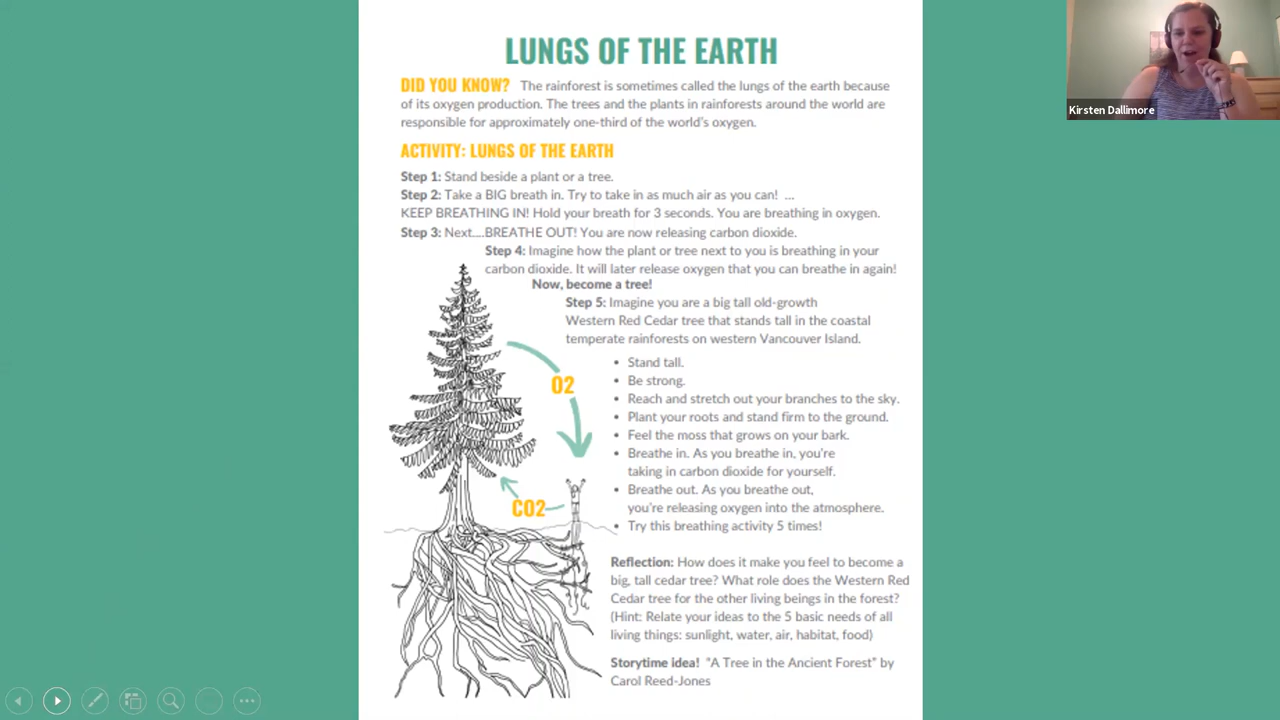 LUNGS OF THE EARTH
DID YOU KNOW? The rainforest is sometimes called the lungs of the earth because
of its oxygen production. The trees and the plants in rainforests around the world are
responsible for approximately one-third of the world's oxygen.
ACTIVITY: LUNGS OF THE EARTH
Step 1: Stand beside a plant or a tree.
Step 2: Take a BIG breath in. Try to take in as much air as you can! ...
KEEP BREATHING IN! Hold your breath for 3 seconds. You are breathing in oxygen.
Step 3: Next....BREATHE OUT! You are now releasing carbon dioxide.
Step 4: Imagine how the plant or tree next to you is breathing in your
carbon dioxide. It will later release oxygen that you can breathe in again!
Now, become a tree!
Step 5: Imagine you are a big tall old-growth
Western Red Cedar tree that stands tall in the coastal
temperate rainforests on western Vancouver Island.
• Stand tall.
• Be strong.
• Reach and stretch out your branches to the sky.
• Plant your roots and stand firm to the ground.
• Feel the moss that grows on your bark.
• Breathe in. As you breathe in, you're
taking in carbon dioxide for yourself.
• Breathe out. As you breathe out,
you're releasing oxygen into the atmosphere.
• Try this breathing activity 5 times!
O2
CO2
Reflection: How does it make you feel to become a
big, tall cedar tree? What role does the Western Red
Cedar tree for the other living beings in the forest?
(Hint: Relate your ideas to the 5 basic needs of all
living things: sunlight, water, air, habitat, food)
Storytime idea! "A Tree in the Ancient Forest" by
Carol Reed-Jones
Kirsten Dallimore